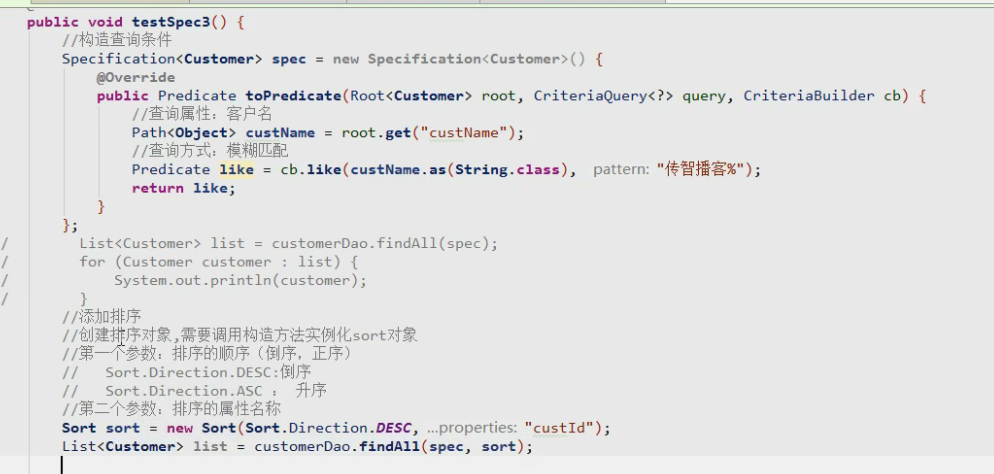 public void testSpec3() {
//构造查询条件
Specification<Customer> spec = new Specification<Customer>() {
@Override
public Predicate toPredicate(Root<Customer> root, CriteriaQuery<?> query, CriteriaBuilder cb) {
//查询属性：客户名
Path<Object> custName = root.get("custName");
//查询方式：模糊匹配
Predicate like = cb.like(custName.as(String.class), pattern: "传智播客%");
return like;
}
};
/ List<Customer> list = customerDao.findAll(spec);
/ for (Customer customer : list) {
/ System.out.println(customer);
/ }
//添加排序
//创建排序对象,需要调用构造方法实例化sort对象
//第一个参数：排序的顺序（倒序，正序）
// Sort.Direction.DESC:倒序
// Sort.Direction.ASC ： 升序
//第二个参数：排序的属性名称
Sort sort = new Sort(Sort.Direction.DESC, ...properties: "custId");
List<Customer> list = customerDao.findAll(spec, sort);